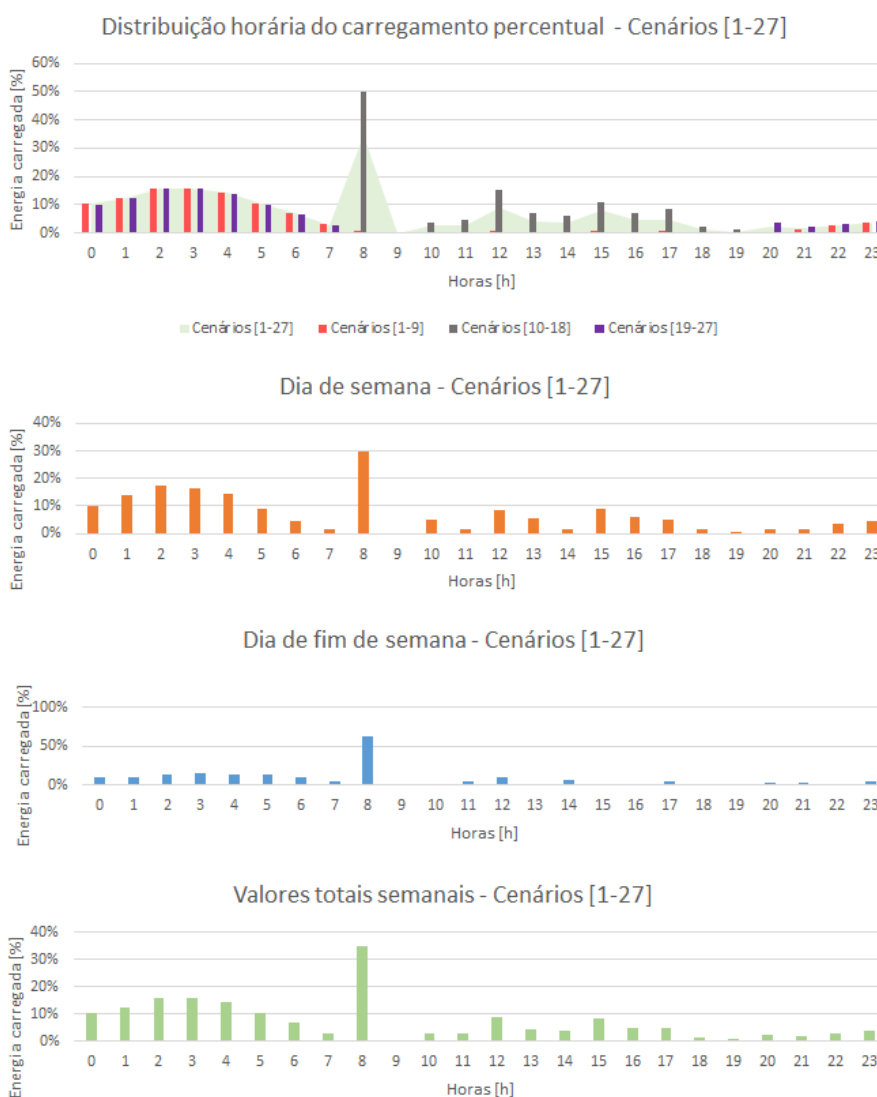 Distribuição horária do carregamento percentual - Cenários [1-27]
Energia carregada [%]
60%
50%
40%
30%
20%
10%
0%
0 1 2 3 4 5 6 7 8 9 10 11 12 13 14 15 16 17 18 19 20 21 22 23
Horas [h]
Cenários [1-27] Cenários [1-9] Cenários [10-18] Cenários [19-27]
Dia de semana - Cenários [1-27]
Energia carregada [%]
40%
30%
20%
10%
0%
0 1 2 3 4 5 6 7 8 9 10 11 12 13 14 15 16 17 18 19 20 21 22 23
Horas [h]
Dia de fim de semana - Cenários [1-27]
Energia carregada [%]
100%
50%
0%
0 1 2 3 4 5 6 7 8 9 10 11 12 13 14 15 16 17 18 19 20 21 22 23
Horas [h]
Valores totais semanais - Cenários [1-27]
Energia carregada [%]
40%
30%
20%
10%
0%
0 1 2 3 4 5 6 7 8 9 10 11 12 13 14 15 16 17 18 19 20 21 22 23
Horas [h]